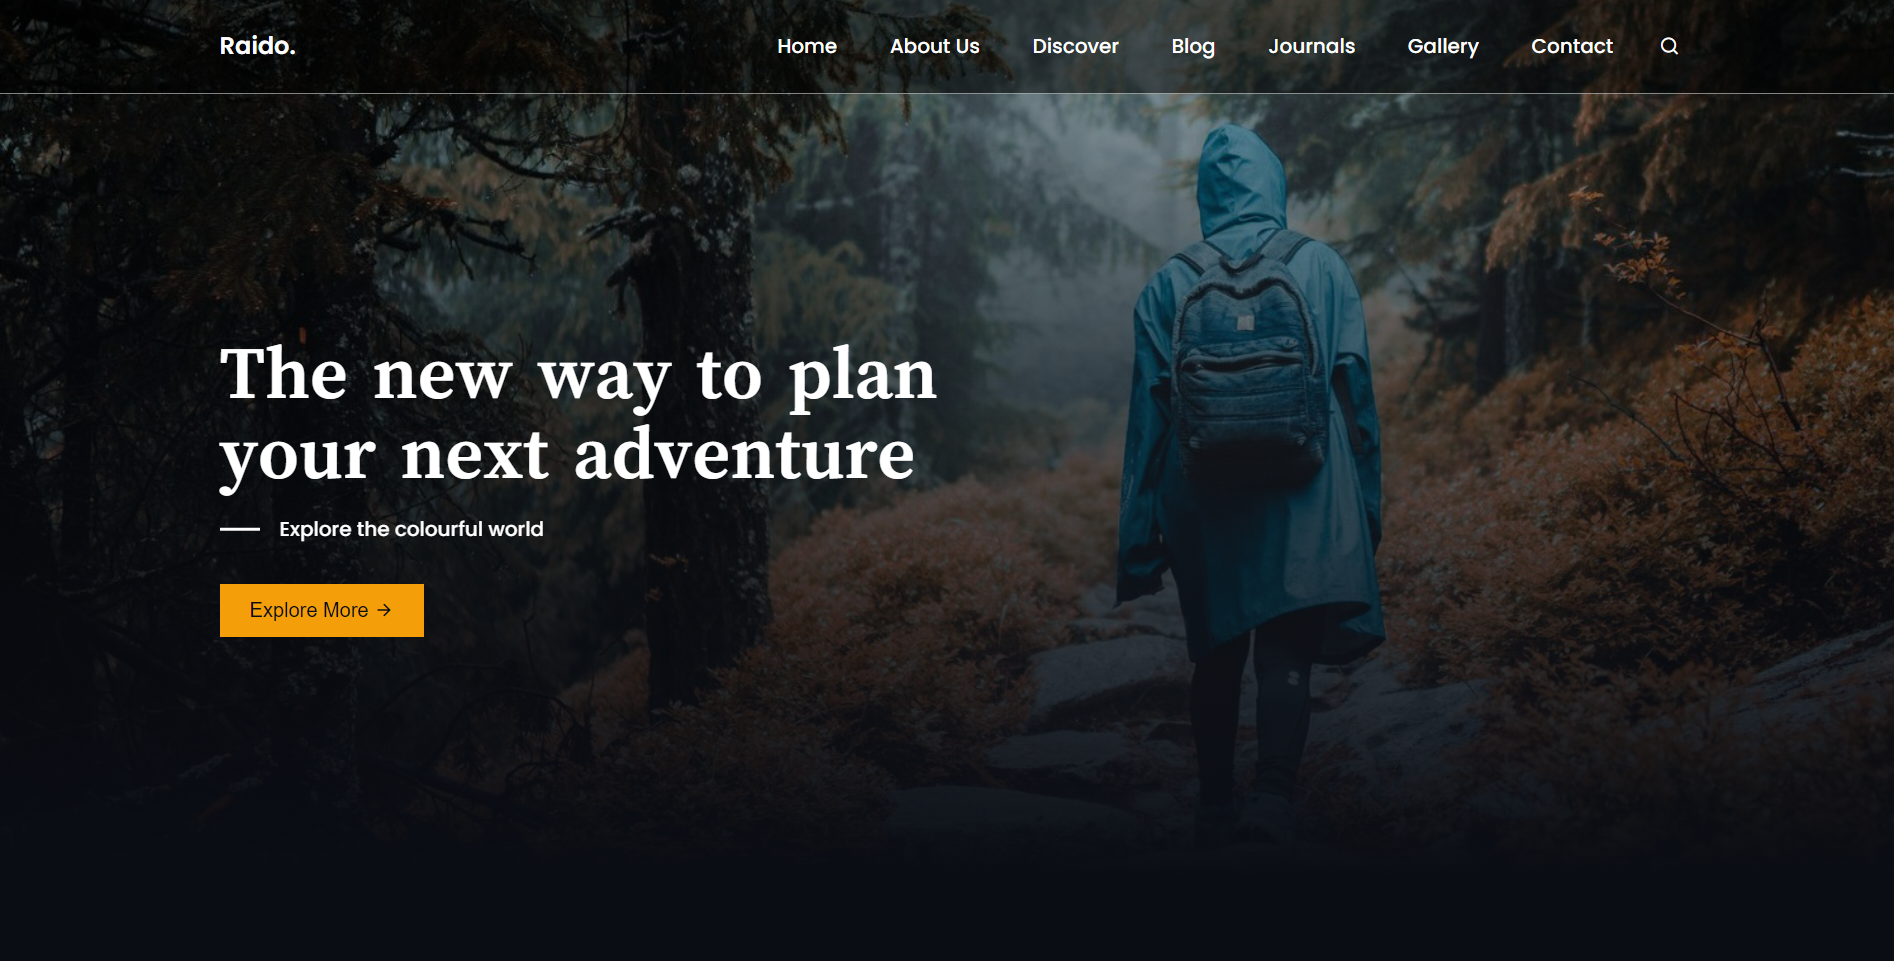 Raido.
Home About Us Discover Blog Journals Gallery Contact
The new way to plan
your next adventure
Explore the colourful world
Explore More →